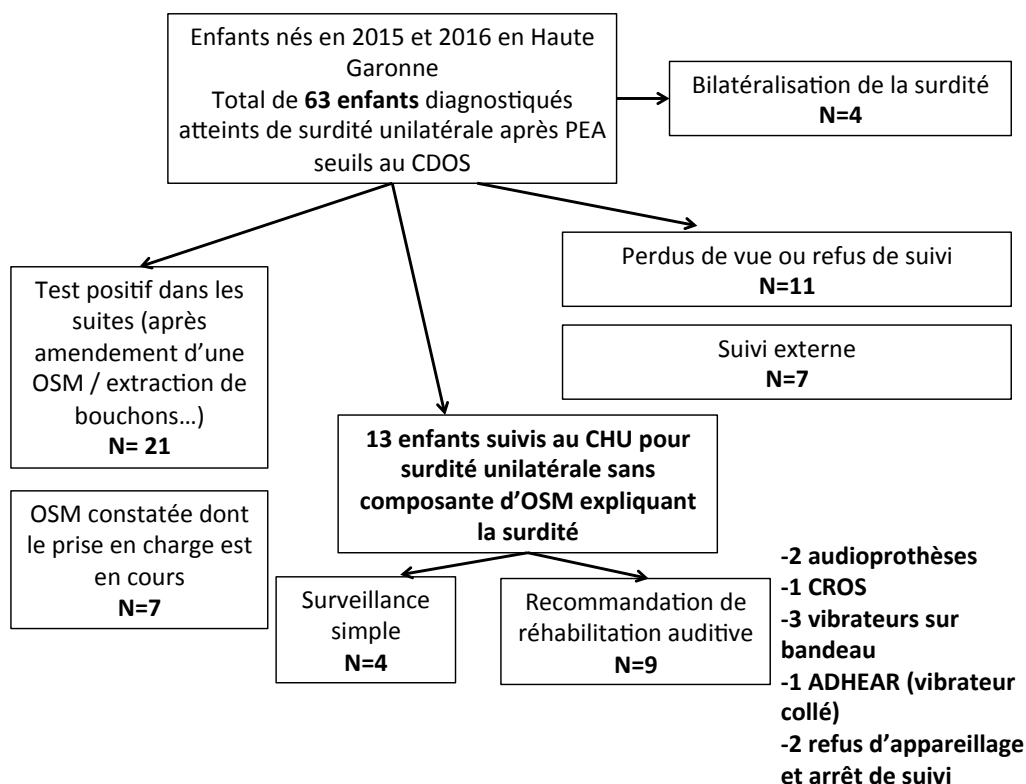 Enfants nés en 2015 et 2016 en Haute
Garonne
Total de 63 enfants diagnostiqués
atteints de surdité unilatérale après PEA
seuils au CDOS
Bilatéralisation de la surdité
N=4
Perdus de vue ou refus de suivi
N=11
Suivi externe
N=7
Test positif dans les
suites (après
amendement d’une
OSM / extraction de
bouchons…)
N= 21
OSM constatée dont
le prise en charge est
en cours
N=7
13 enfants suivis au CHU pour
surdité unilatérale sans
composante d’OSM expliquant
la surdité
Surveillance
simple
N=4
Recommandation de
réhabilitation auditive
N=9
-2 audioprothèses
-1 CROS
-3 vibrateurs sur
bandeau
-1 ADHEAR (vibrateur
collé)
-2 refus d’appareillage
et arrêt de suivi